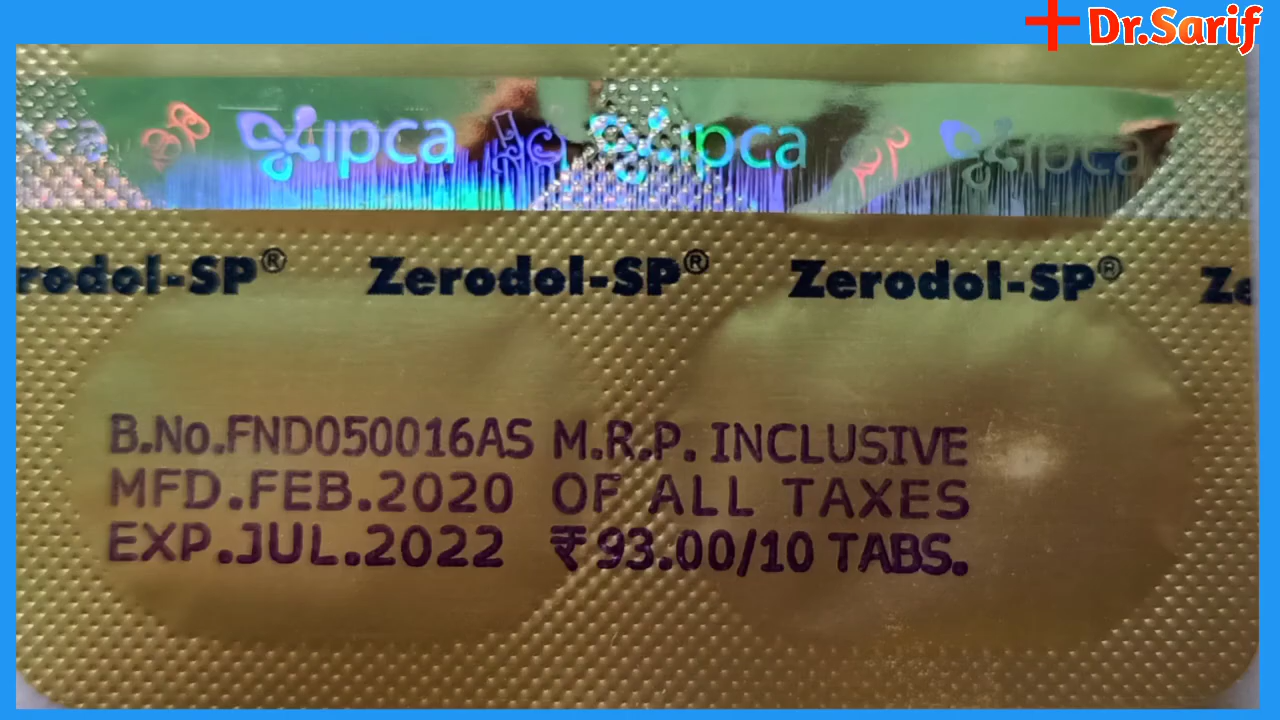 Dr.Sarif
ipca ipca ipca
Zerodol-SP® Zerodol-SP® Zerodol-SP®
B.No.FND050016AS M.R.P. INCLUSIVE
MFD.FEB.2020 OF ALL TAXES
EXP.JUL.2022 ₹93.00/10 TABS.